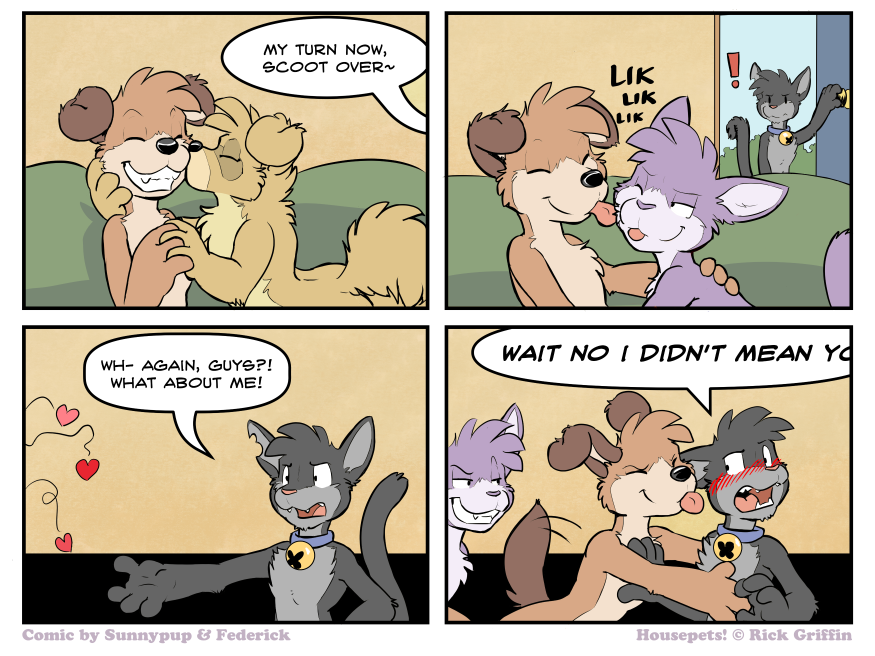 MY TURN NOW,
SCOOT OVER~
LIK
LIK
LIK
!
WH- AGAIN, GUYS?!
WHAT ABOUT ME!
WAIT NO I DIDN'T MEAN YO
Comic by Sunnypup & Federick
Housepets! © Rick Griffin